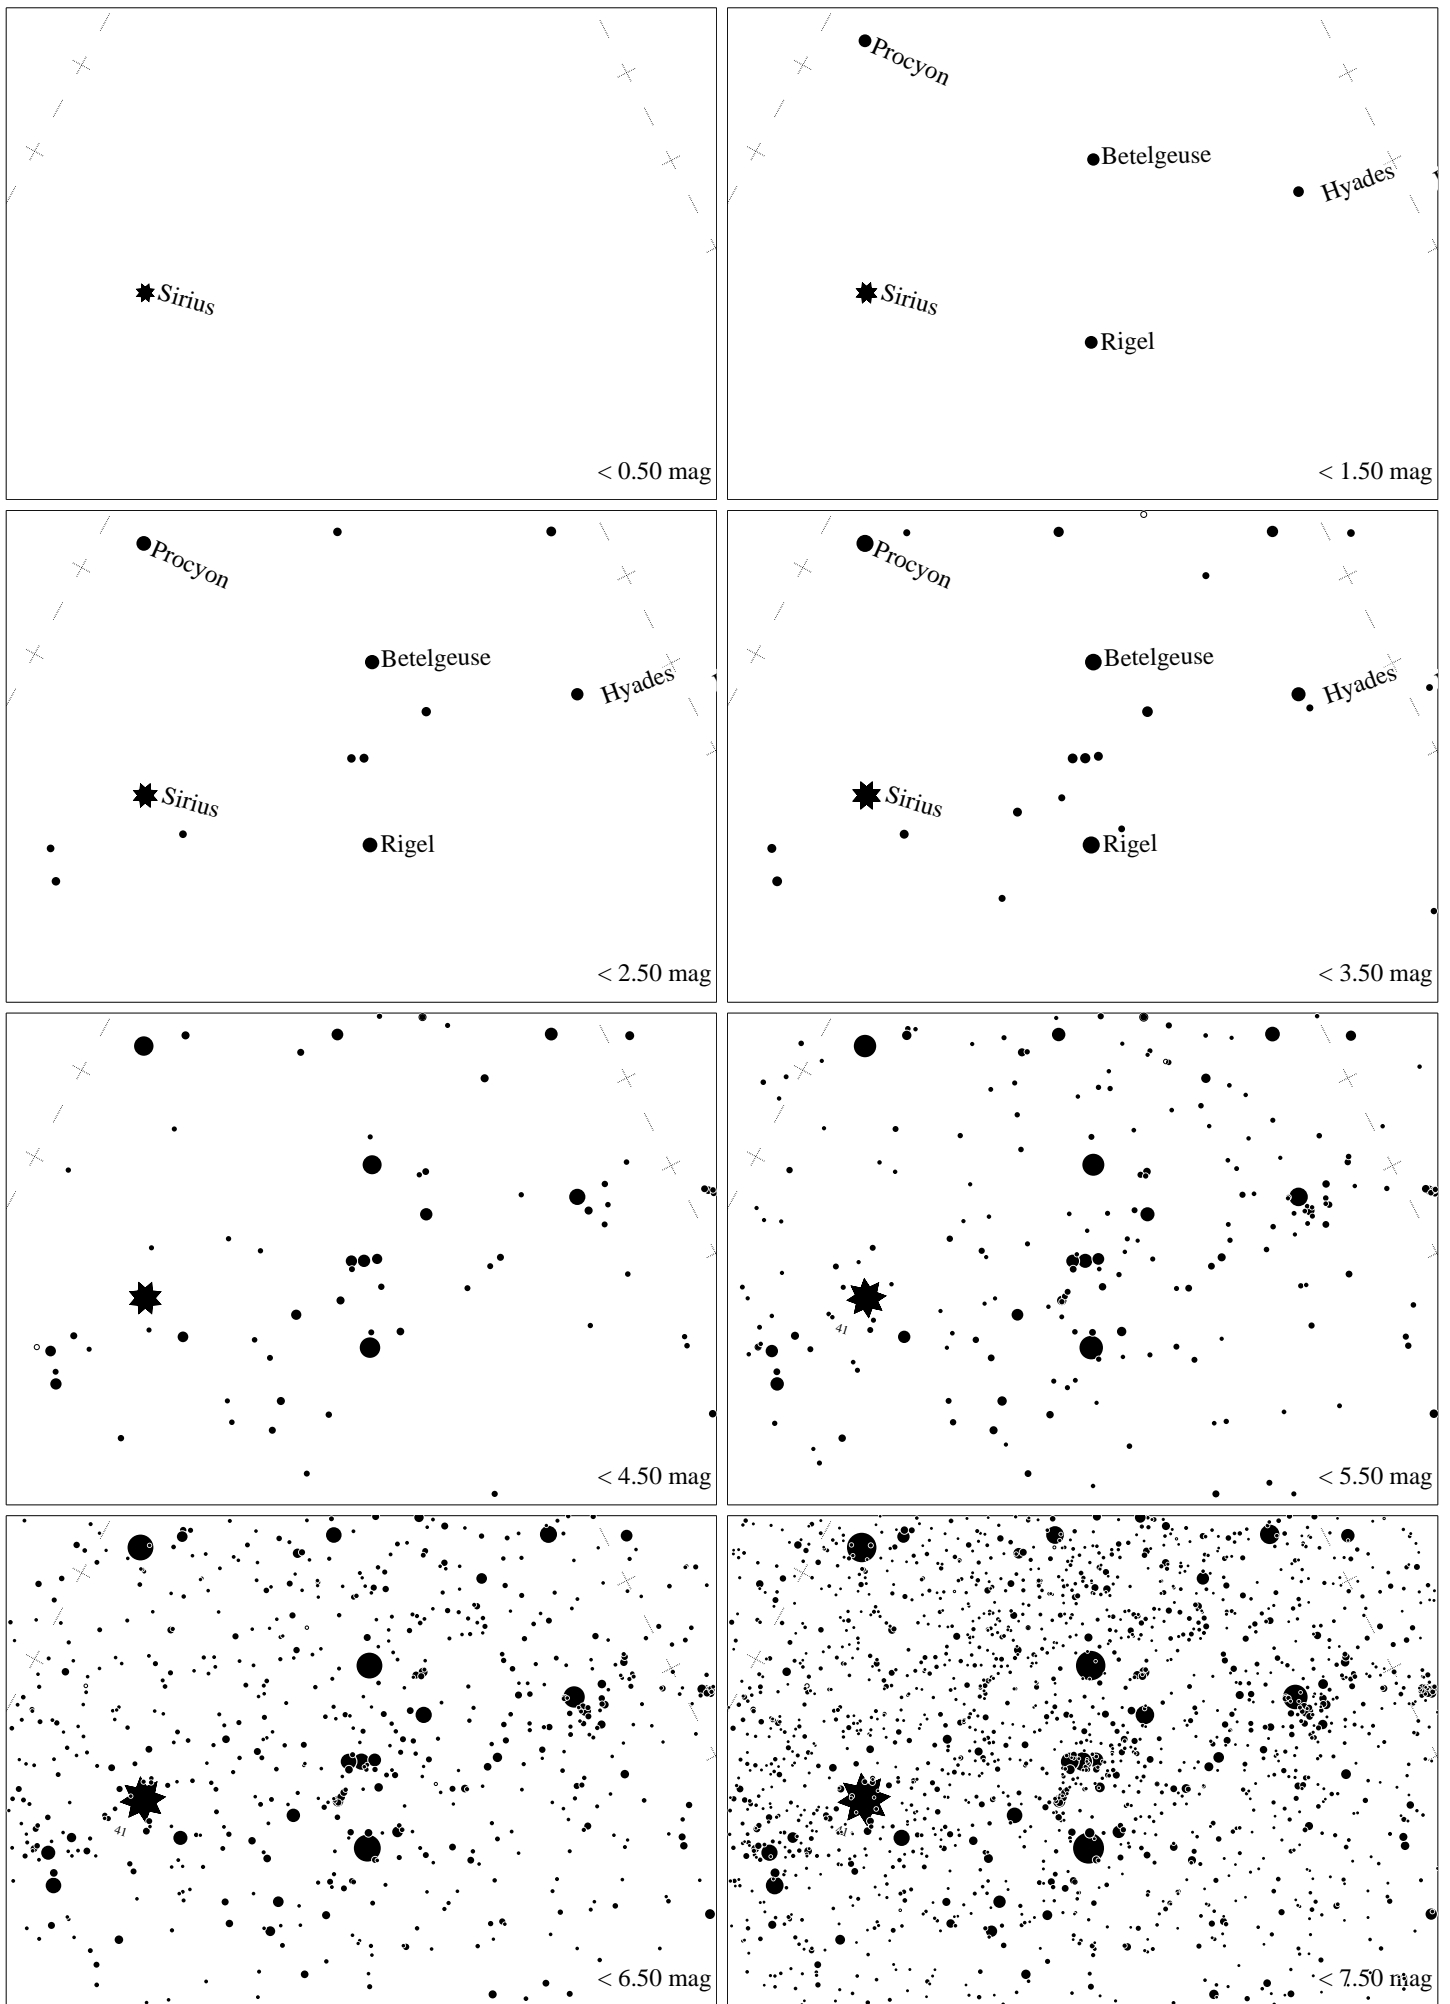 Sirius
< 0.50 mag
Procyon
Betelgeuse
Hyades
Sirius
Rigel
< 1.50 mag
Procyon
Betelgeuse
Hyades
Sirius
Rigel
< 2.50 mag
Procyon
Betelgeuse
Hyades
Sirius
Rigel
< 3.50 mag
< 4.50 mag
41
< 5.50 mag
41
< 6.50 mag
41
< 7.50 mag